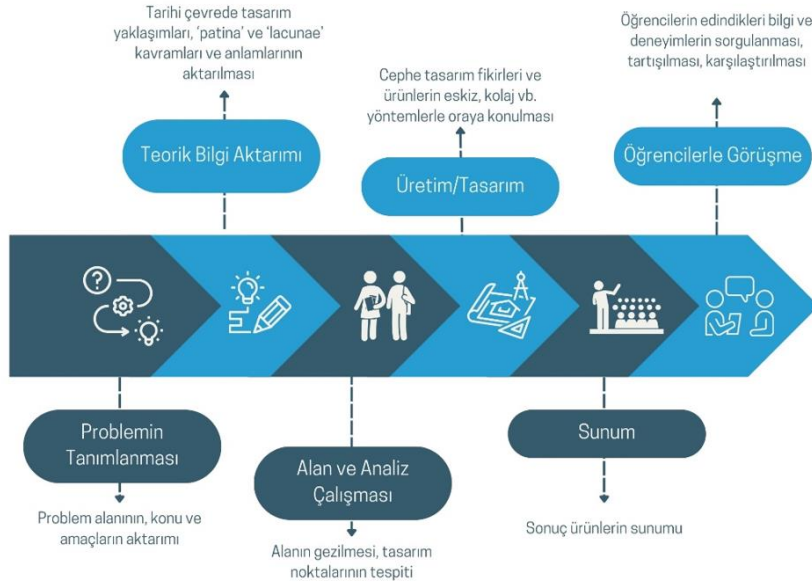 Tarihi çevrede tasarım
yaklaşımları, ‘patina’ ve ‘lacunae’
kavramları ve anlamlarının
aktarılması
Teorik Bilgi Aktarımı
Cephe tasarım fikirleri ve
ürünlerin eskiz, kolaj vb.
yöntemlerle oraya konulması
Üretim/Tasarım
Öğrencilerin edindikleri bilgi ve
deneyimlerin sorgulanması,
tartışılması, karşılaştırılması
Öğrencilerle Görüşme
?
Problemin
Tanımlanması
Problem alanının, konu ve
amaçların aktarımı
Alan ve Analiz
Çalışması
Alanın gezilmesi, tasarım
noktalarının tespiti
Sunum
Sonuç ürünlerin sunumu